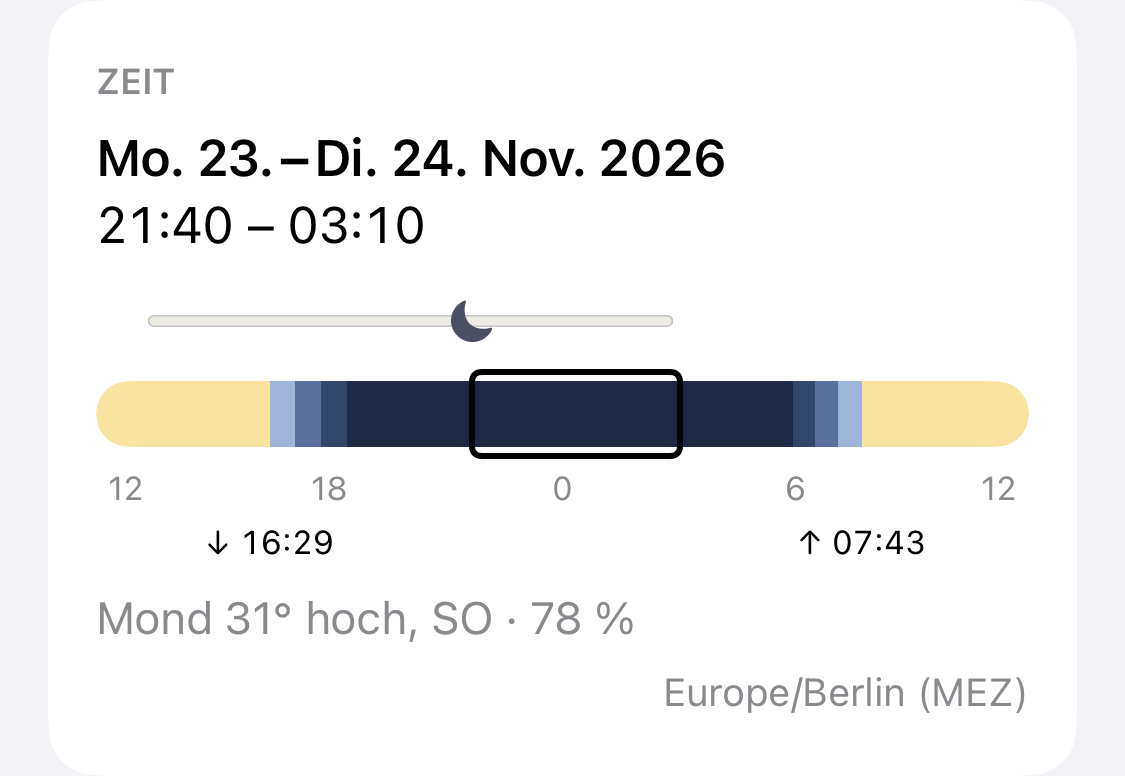 ZEIT
Mo. 23. – Di. 24. Nov. 2026
21:40 – 03:10
12 18 0 6 12
↓ 16:29 ↑ 07:43
Mond 31° hoch, SO · 78 %
Europe/Berlin (MEZ)